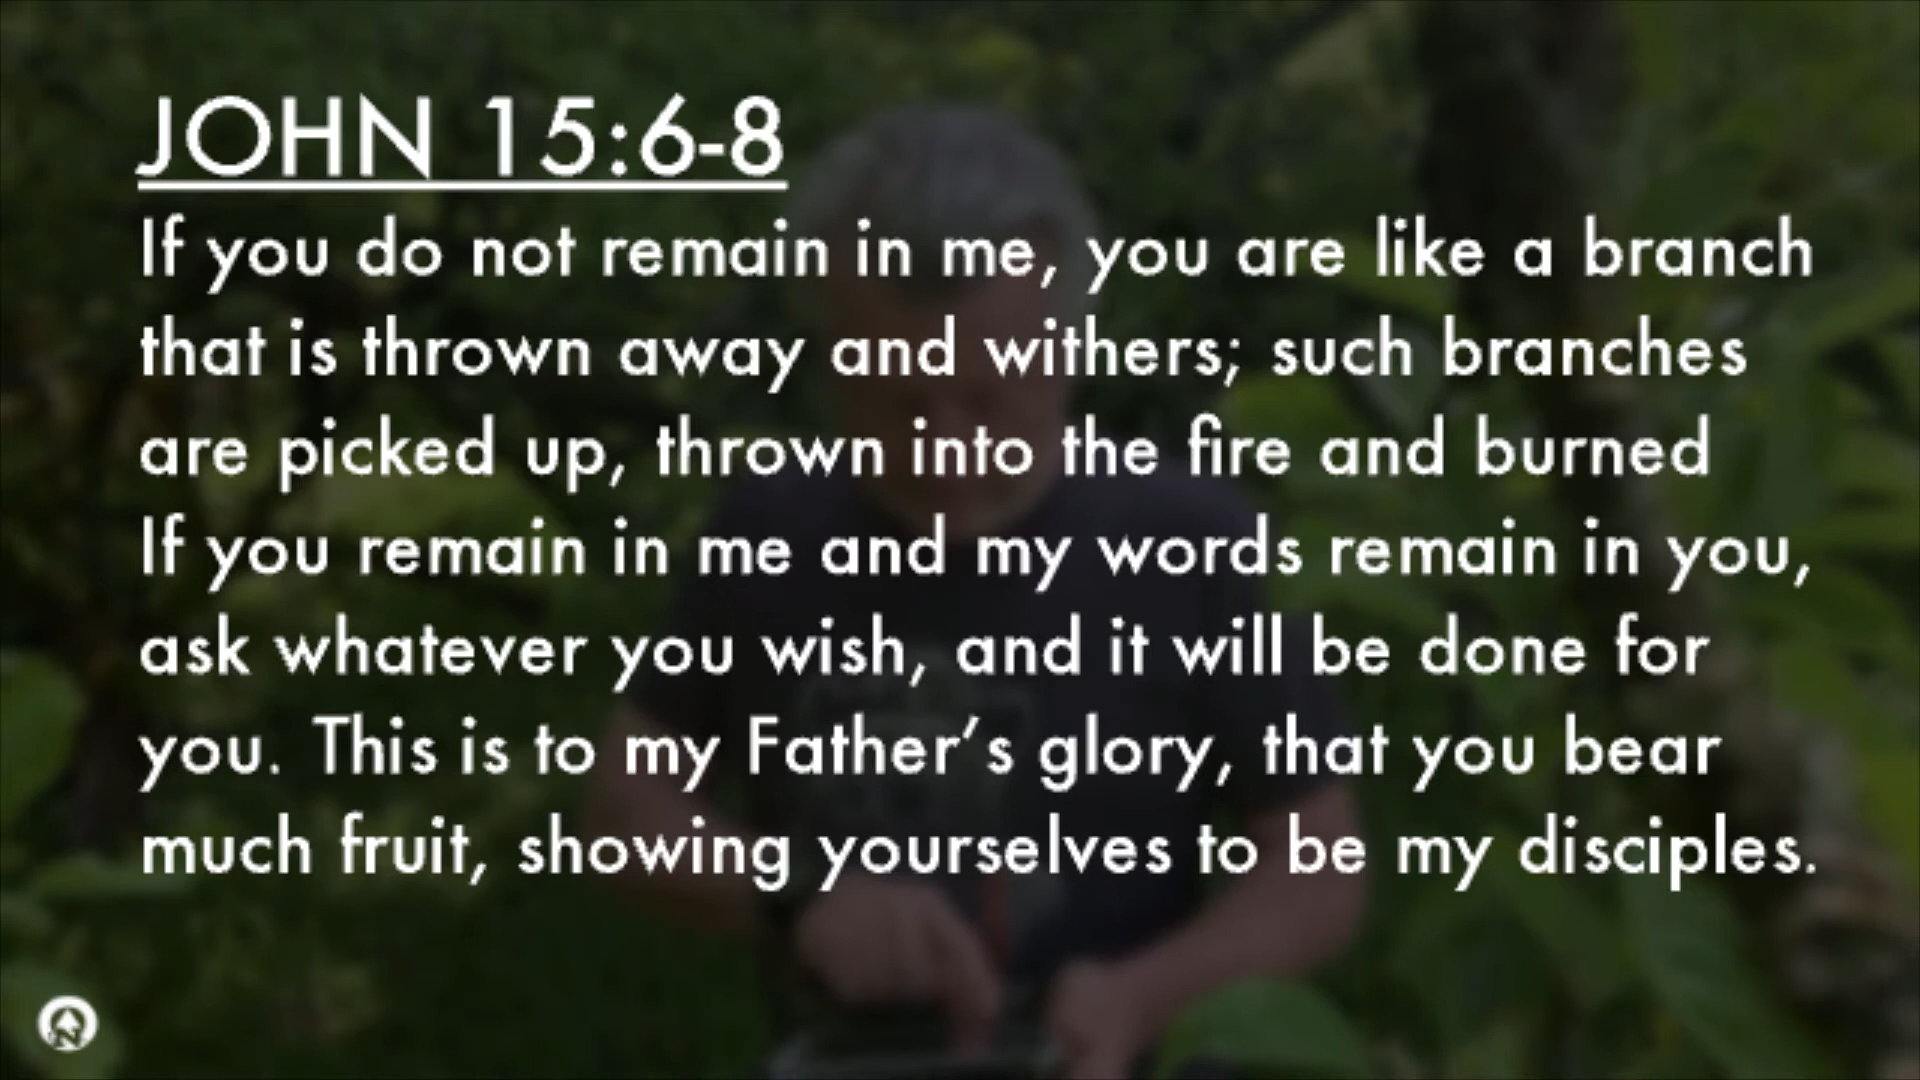 JOHN 15:6-8
If you do not remain in me, you are like a branch
that is thrown away and withers; such branches
are picked up, thrown into the fire and burned
If you remain in me and my words remain in you,
ask whatever you wish, and it will be done for
you. This is to my Father’s glory, that you bear
much fruit, showing yourselves to be my disciples.
N